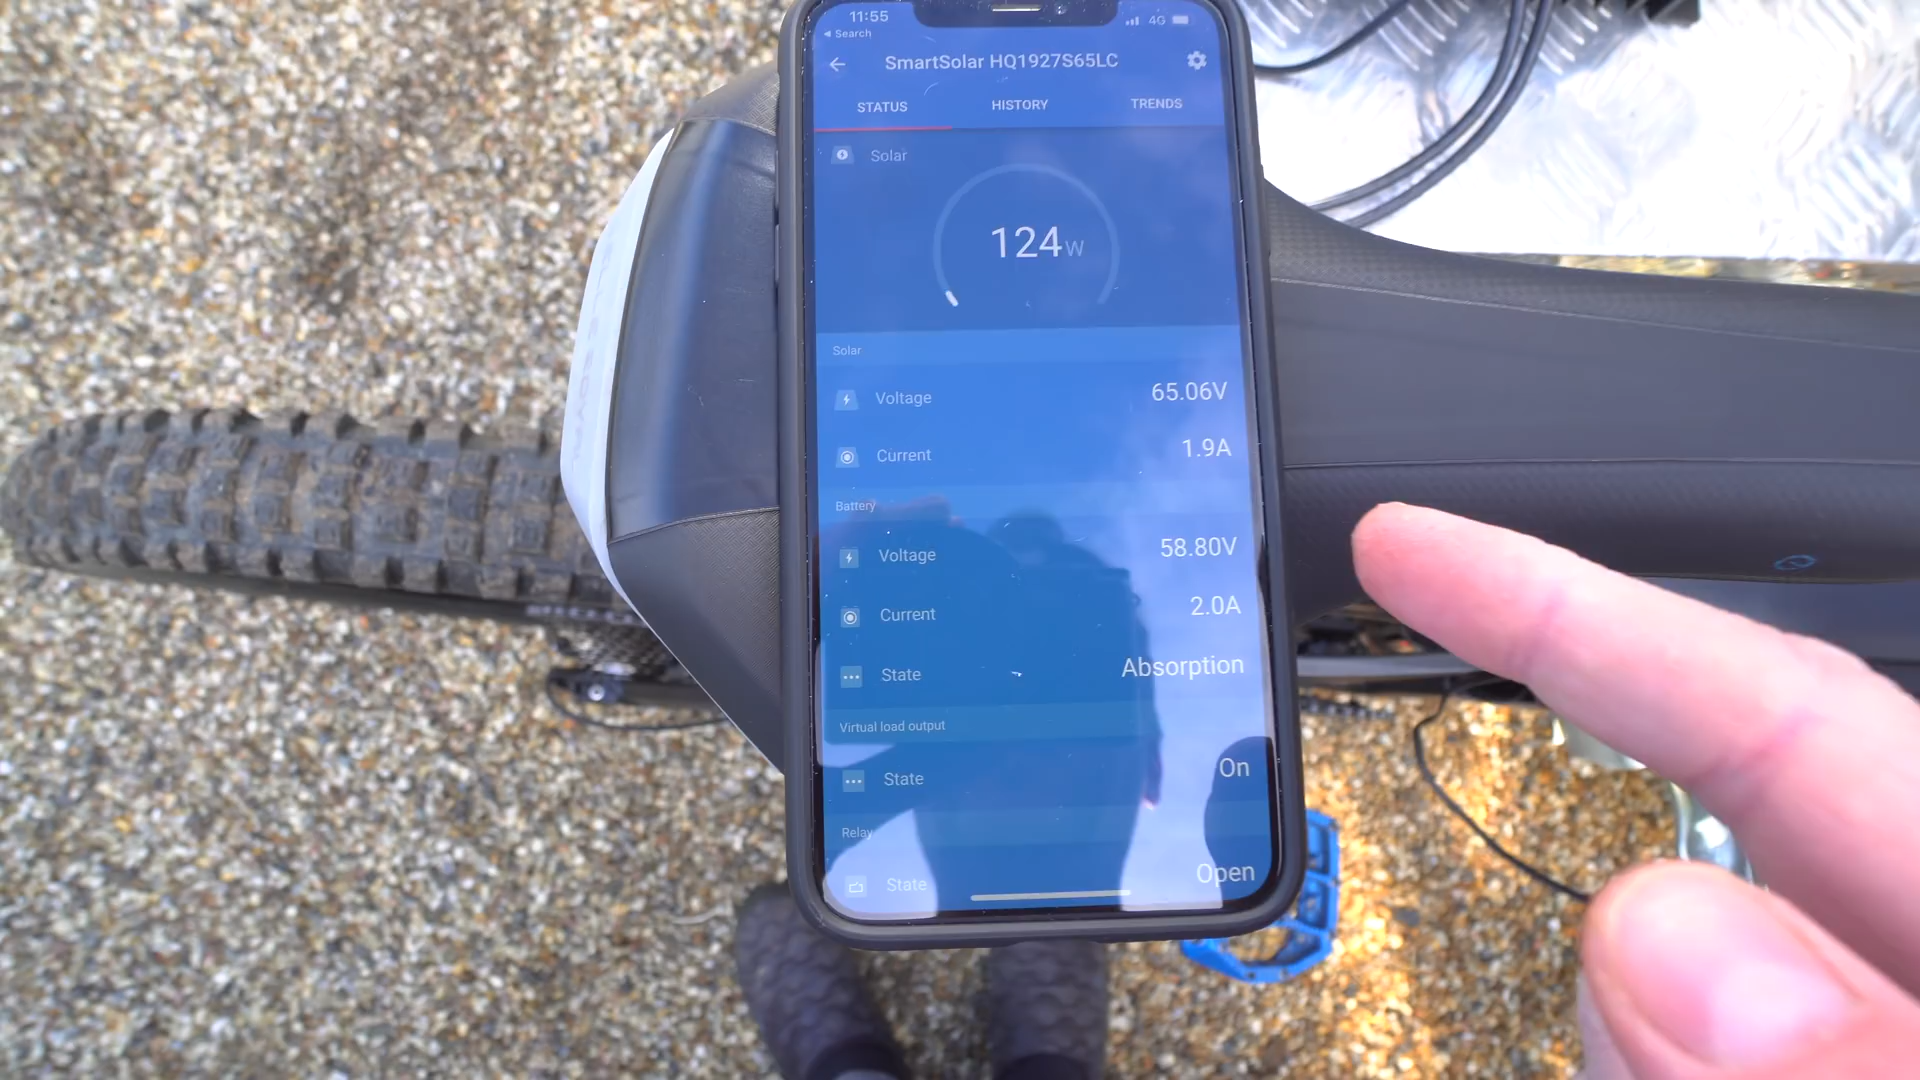 11:55
4G
Search
SmartSolar HQ1927S65LC
STATUS HISTORY TRENDS
Solar
124W
Solar
Voltage 65.06V
Current 1.9A
Battery
Voltage 58.80V
Current 2.0A
State Absorption
Virtual load output
State On
Relay
State Open